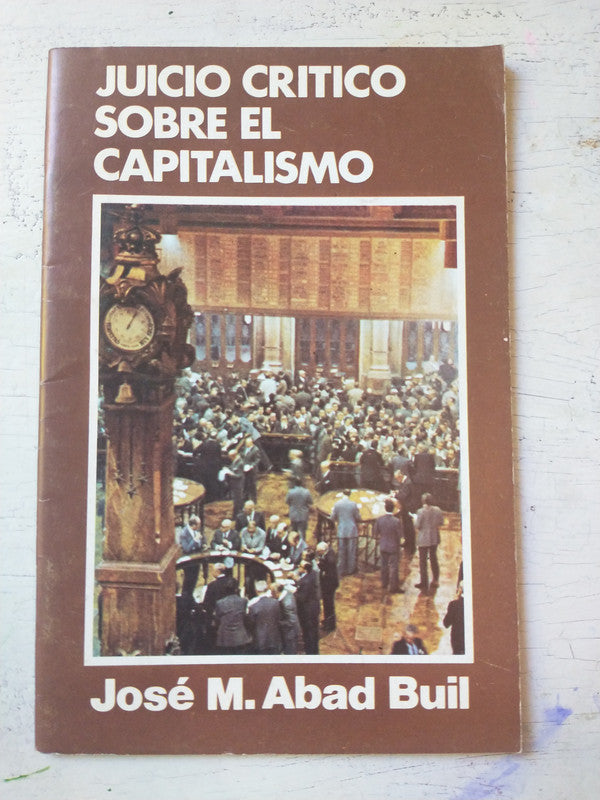 JUICIO CRITICO
SOBRE EL
CAPITALISMO
José M. Abad Buil